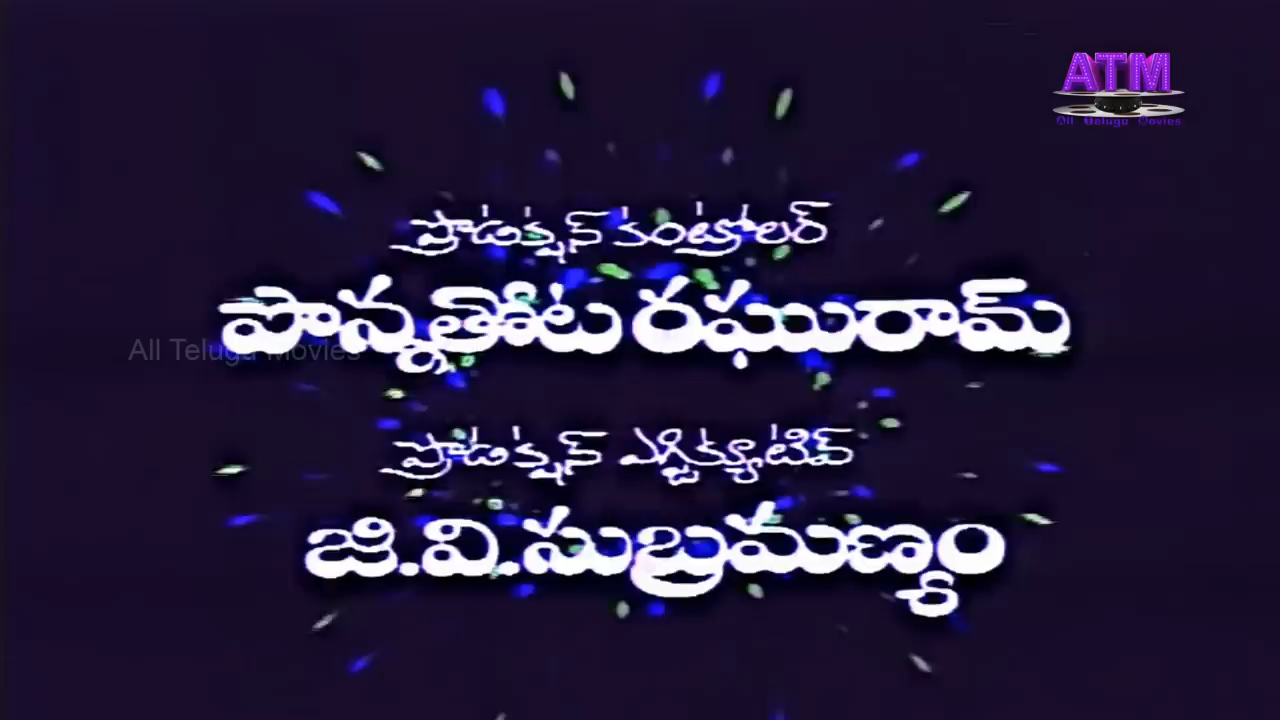 ATM
All Telugu Movies
ప్రొడక్షన్ కంట్రోలర్
పొన్నతోట రఘురామ్
All Telugu Movies
ప్రొడక్షన్ ఎగ్జిక్యూటివ్
జి.వి.సుబ్రమణ్యం